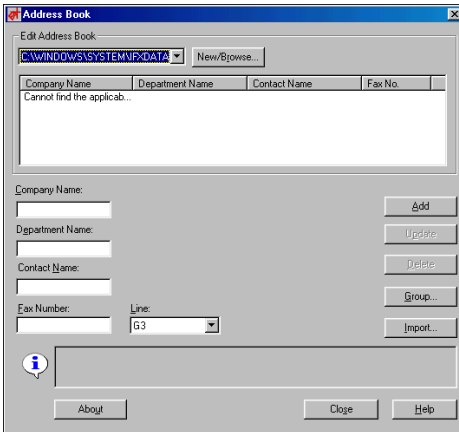 Address Book
Edit Address Book
C:\WINDOWS\SYSTEM\IFXDATA
New/Browse...
Company Name Department Name Contact Name Fax No.
Cannot find the applicab...
Company Name:
Add
Department Name:
Update
Contact Name:
Delete
Group...
Fax Number: Line:
G3
Import...
About Close Help